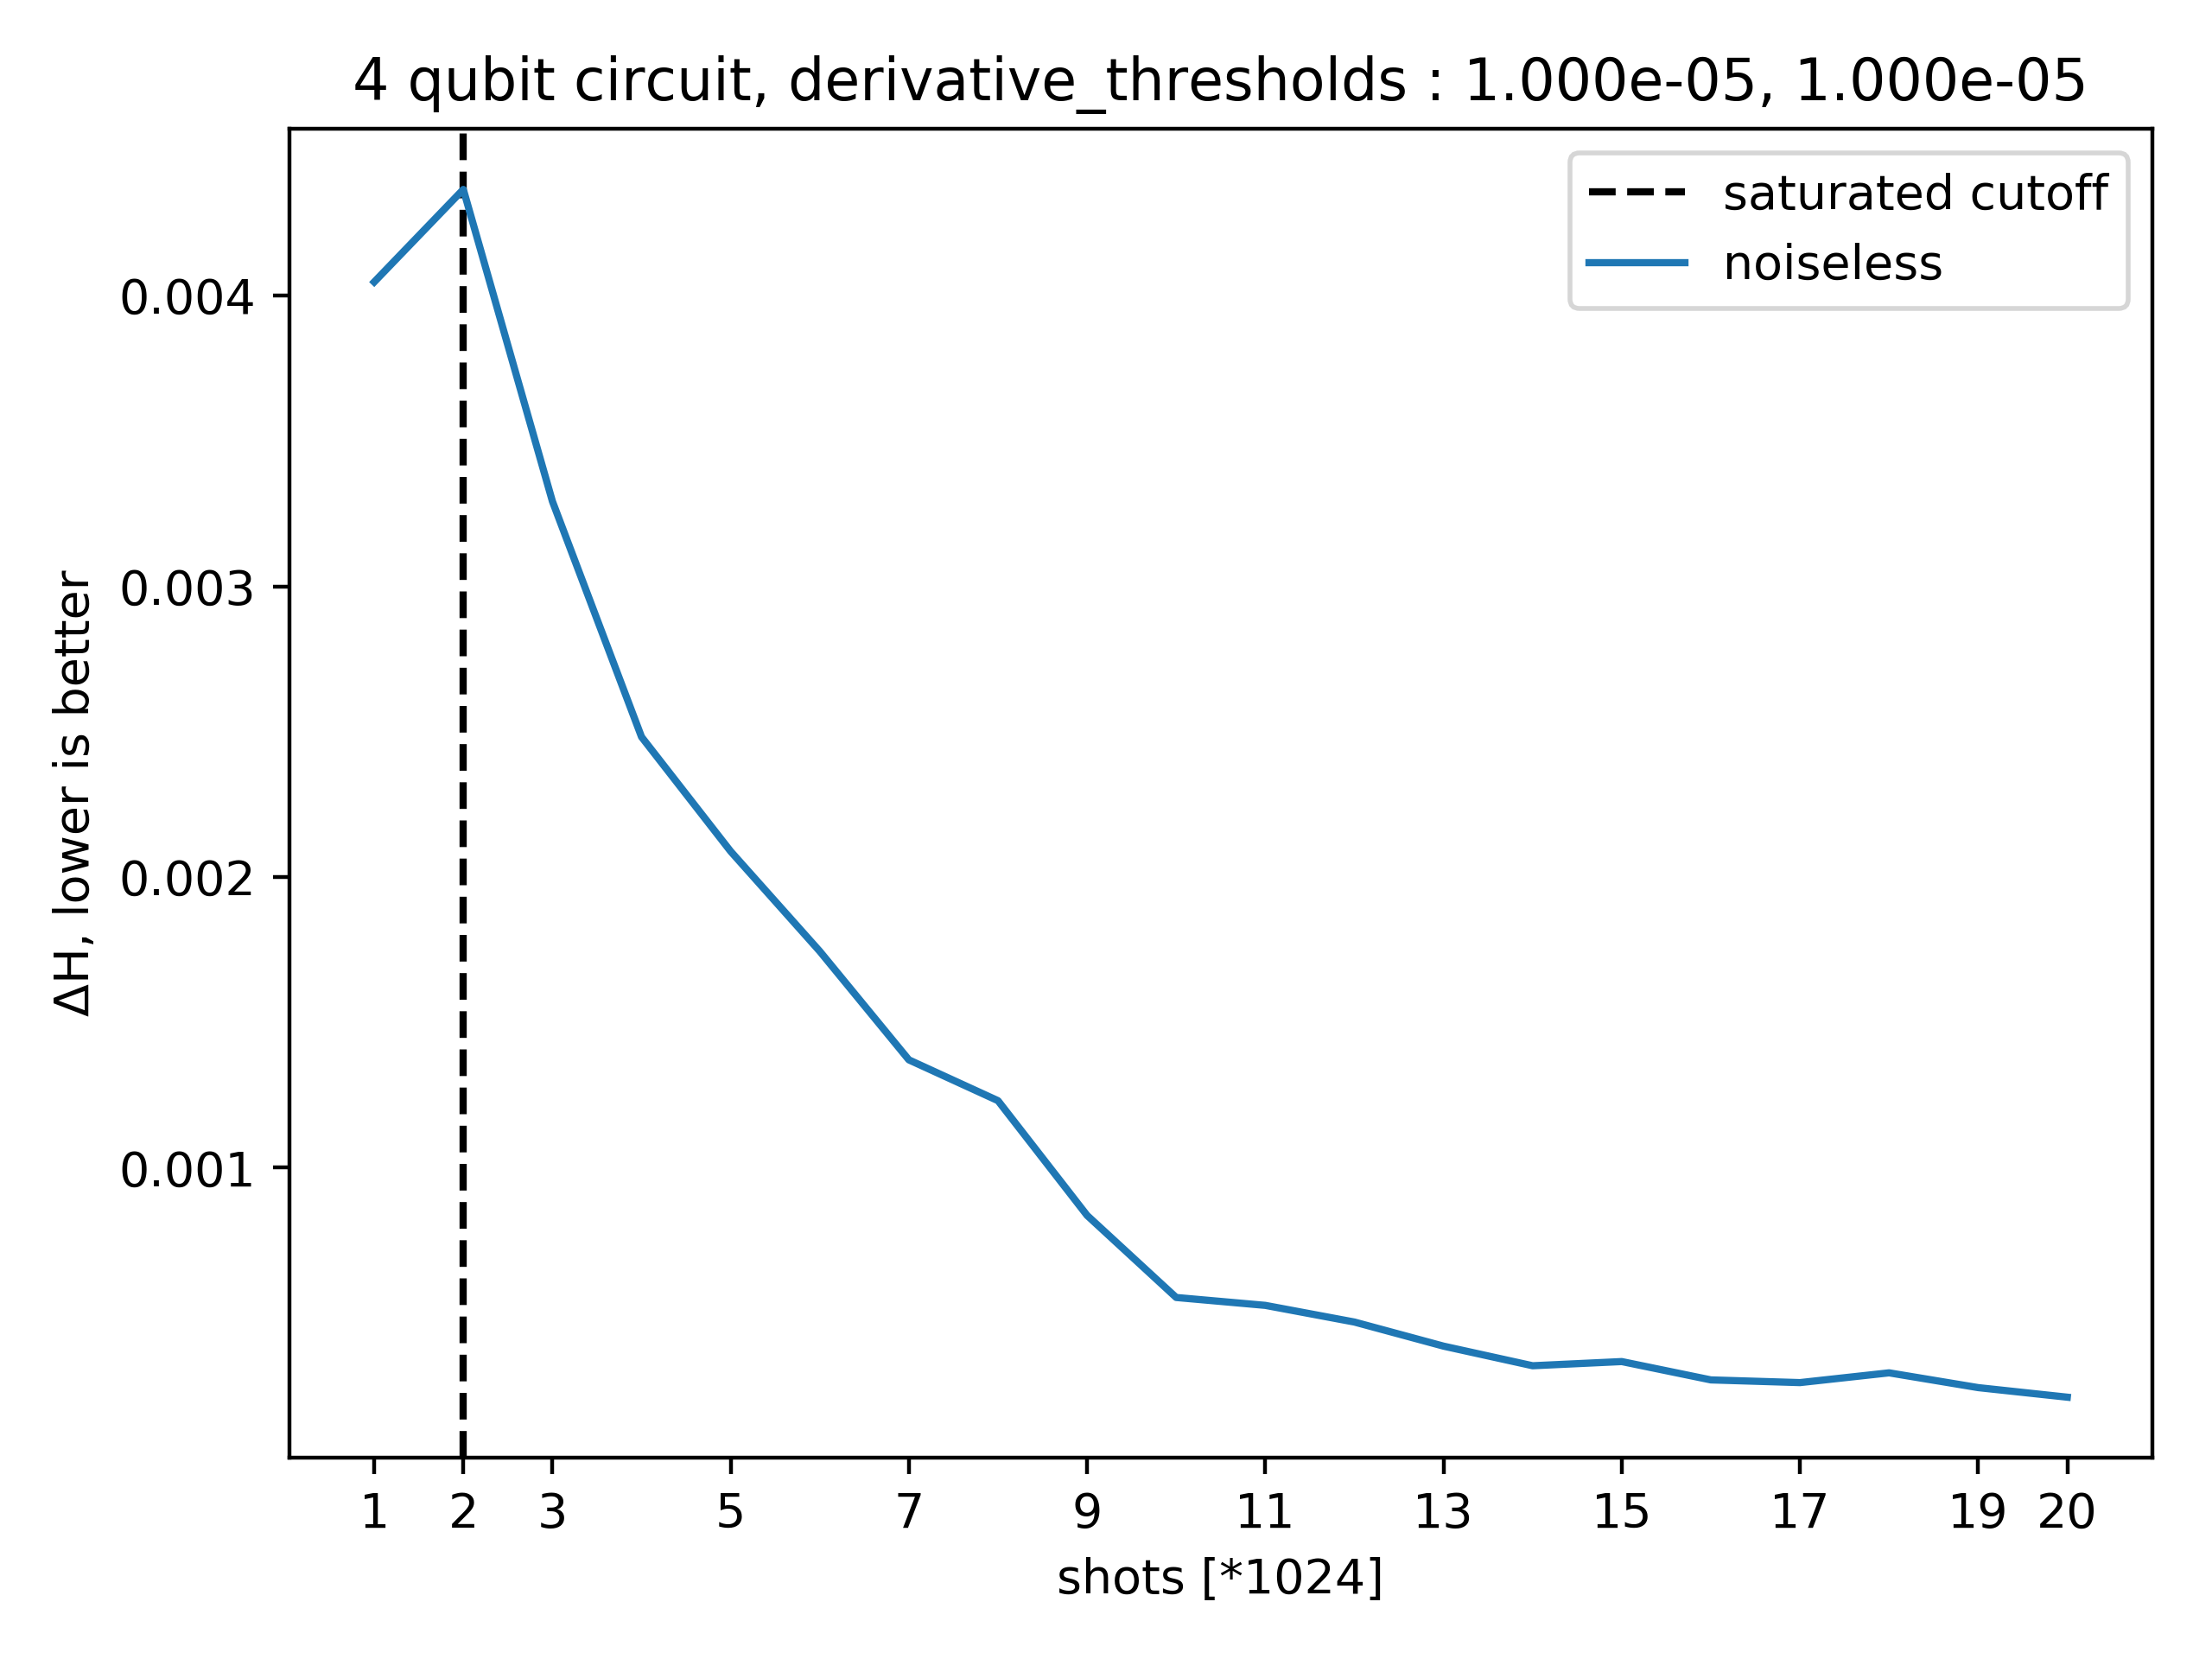 4 qubit circuit, derivative_thresholds : 1.000e-05, 1.000e-05
saturated cutoff
noiseless
0.004
0.003
0.002
0.001
ΔH, lower is better
1 2 3 5 7 9 11 13 15 17 19 20
shots [*1024]